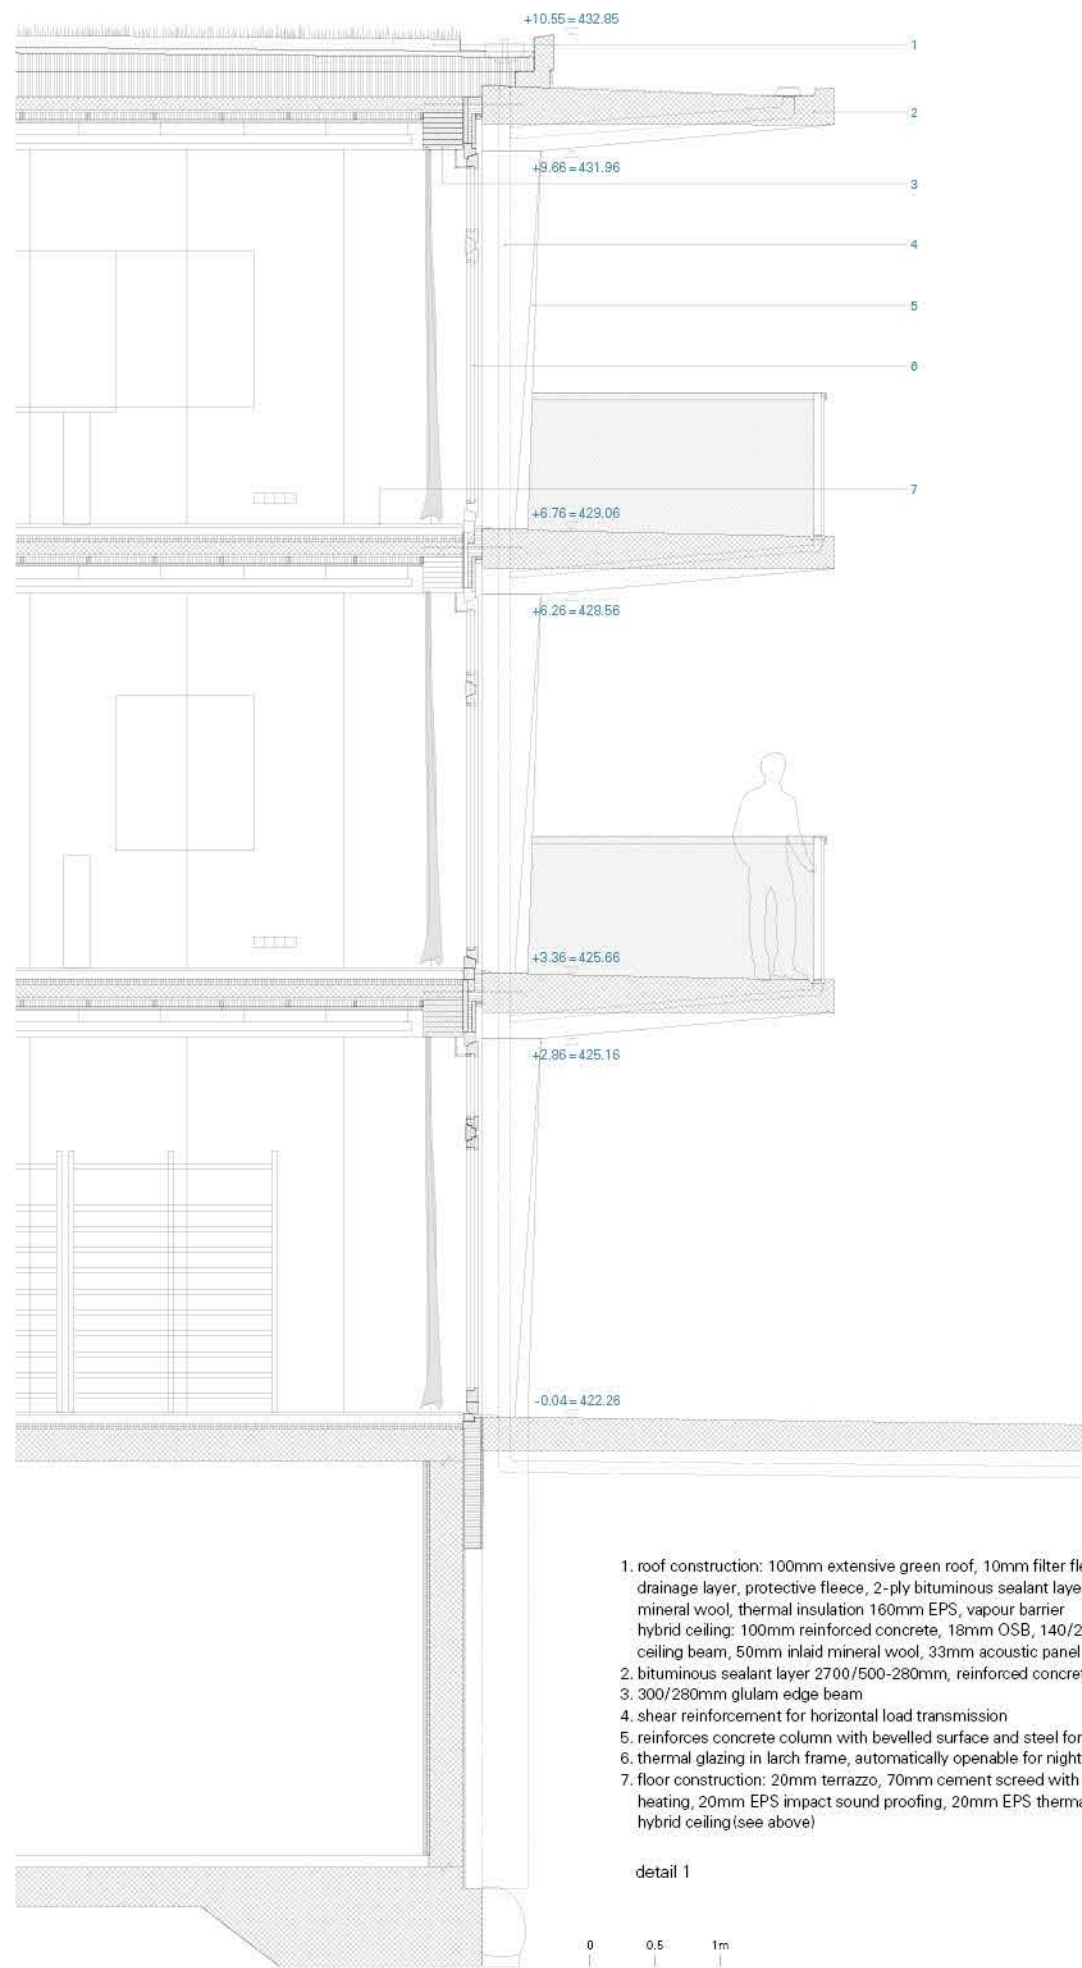 +10.55=432.85
1
2
+9.66=431.96
3
4
5
6
7
+6.76=429.06
+6.26=428.56
+3.36=425.66
+2.86=425.16
-0.04=422.26
1. roof construction: 100mm extensive green roof, 10mm filter fle
drainage layer, protective fleece, 2-ply bituminous sealant laye
mineral wool, thermal insulation 160mm EPS, vapour barrier
hybrid ceiling: 100mm reinforced concrete, 18mm OSB, 140/2
ceiling beam, 50mm inlaid mineral wool, 33mm acoustic panel
2. bituminous sealant layer 2700/500-280mm, reinforced concret
3. 300/280mm glulam edge beam
4. shear reinforcement for horizontal load transmission
5. reinforces concrete column with bevelled surface and steel for
6. thermal glazing in larch frame, automatically openable for night
7. floor construction: 20mm terrazzo, 70mm cement screed with
heating, 20mm EPS impact sound proofing, 20mm EPS therma
hybrid ceiling(see above)
detail 1
0 0.5 1m